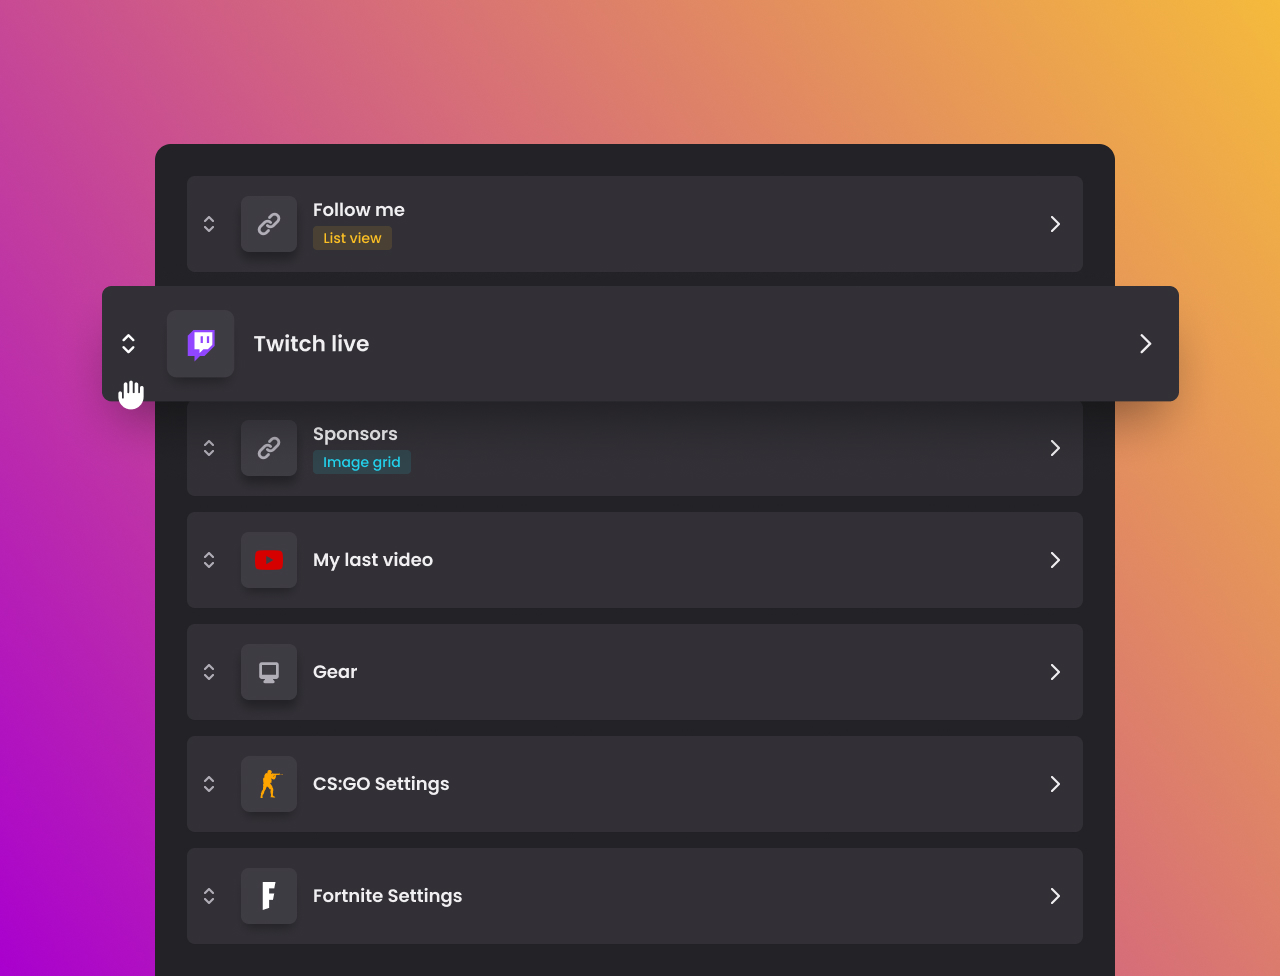 Follow me
List view
Twitch live
Sponsors
Image grid
My last video
Gear
CS:GO Settings
Fortnite Settings